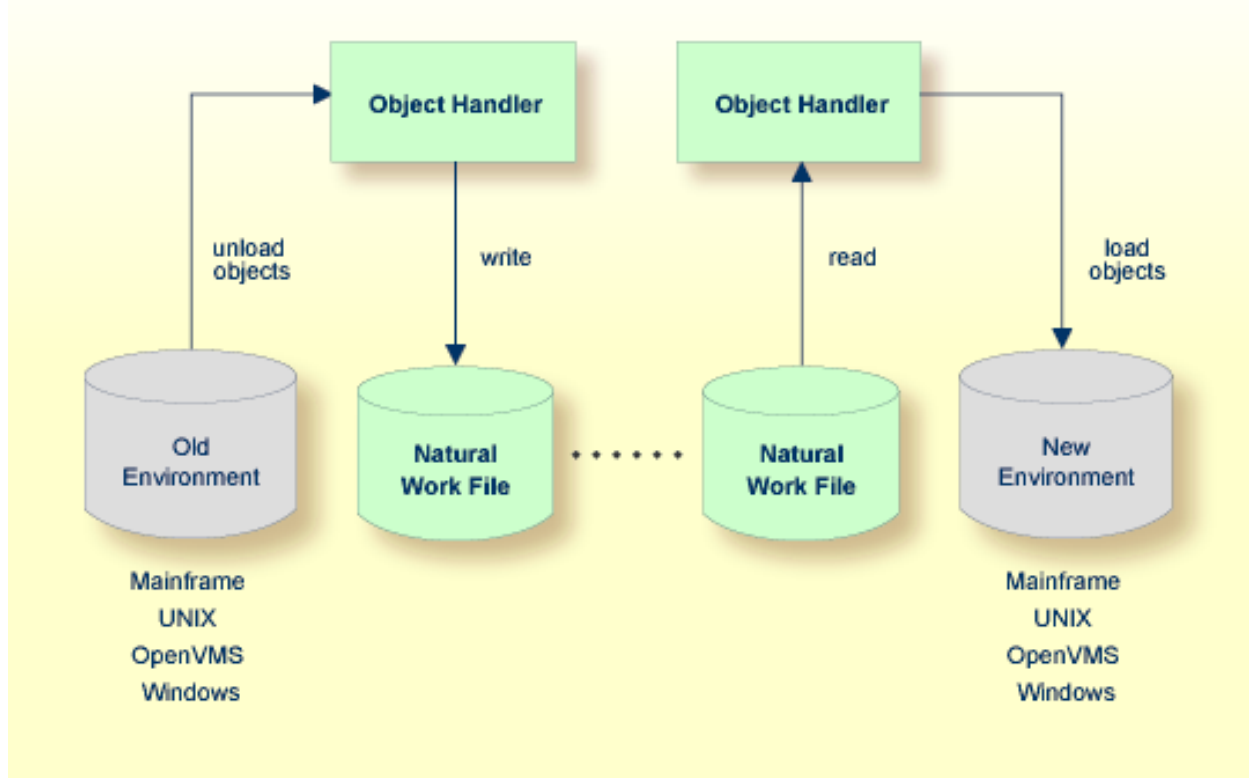 Object Handler
Object Handler
unload
objects
write
read
load
objects
Old
Environment
Natural
Work File
Natural
Work File
New
Environment
Mainframe
UNIX
OpenVMS
Windows
Mainframe
UNIX
OpenVMS
Windows